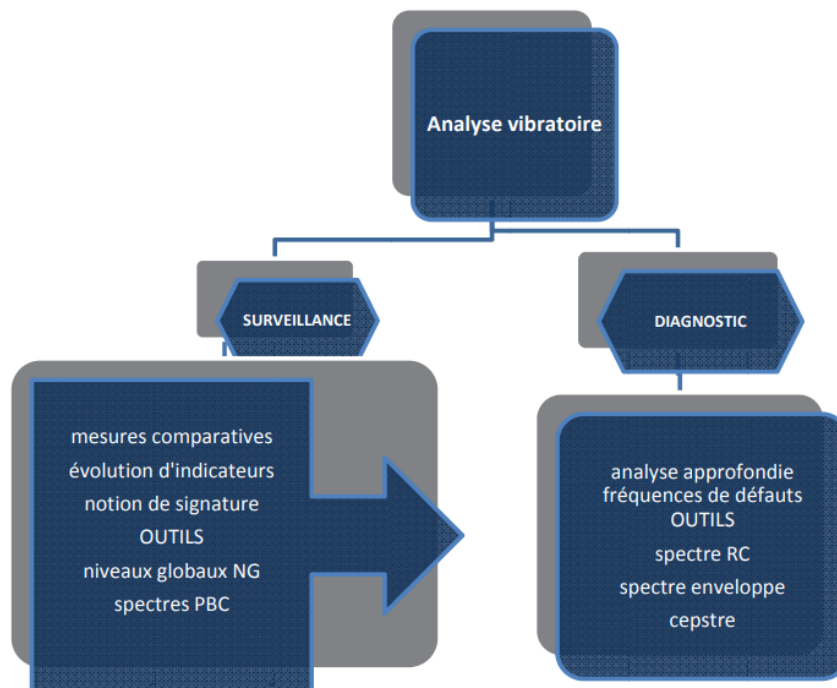 Analyse vibratoire
SURVEILLANCE
DIAGNOSTIC
mesures comparatives
évolution d'indicateurs
notion de signature
OUTILS
niveaux globaux NG
spectres PBC
analyse approfondie
fréquences de défauts
OUTILS
spectre RC
spectre enveloppe
cepstre